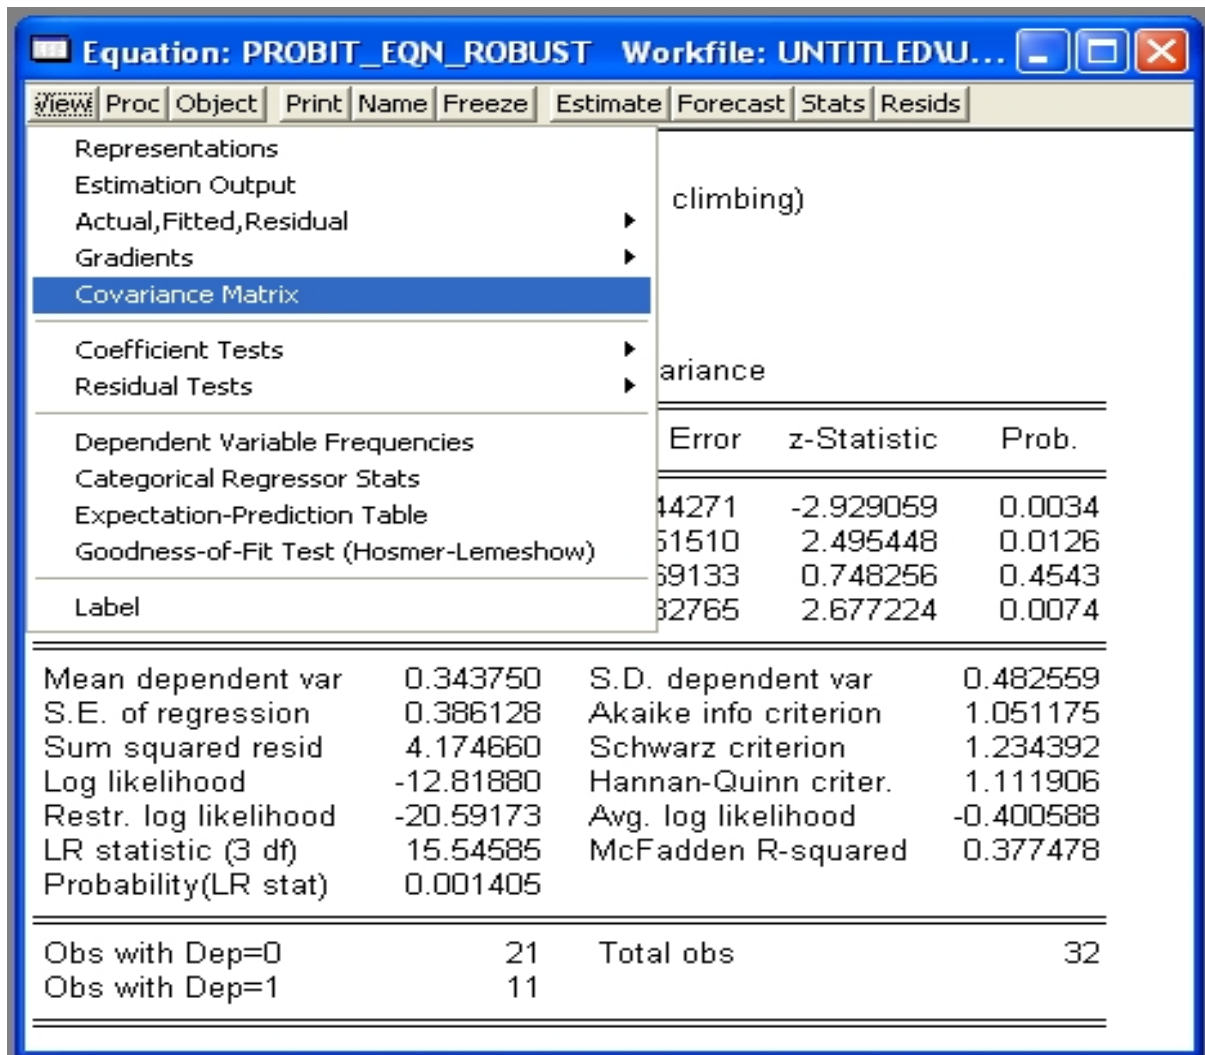 Equation: PROBIT_EQN_ROBUST Workfile: UNTITLED\U...
View Proc Object Print Name Freeze Estimate Forecast Stats Resids
Representations
Estimation Output
climbing)
Actual,Fitted,Residual
Gradients
Covariance Matrix
Coefficient Tests
ariance
Residual Tests
Dependent Variable Frequencies
Error z-Statistic Prob.
Categorical Regressor Stats
Expectation-Prediction Table
44271 -2.929059 0.0034
Goodness-of-Fit Test (Hosmer-Lemeshow)
51510 2.495448 0.0126
69133 0.748256 0.4543
Label
82765 2.677224 0.0074
Mean dependent var 0.343750 S.D. dependent var 0.482559
S.E. of regression 0.386128 Akaike info criterion 1.051175
Sum squared resid 4.174660 Schwarz criterion 1.234392
Log likelihood -12.81880 Hannan-Quinn criter. 1.111906
Restr. log likelihood -20.59173 Avg. log likelihood -0.400588
LR statistic (3 df) 15.54585 McFadden R-squared 0.377478
Probability(LR stat) 0.001405
Obs with Dep=0 21 Total obs 32
Obs with Dep=1 11